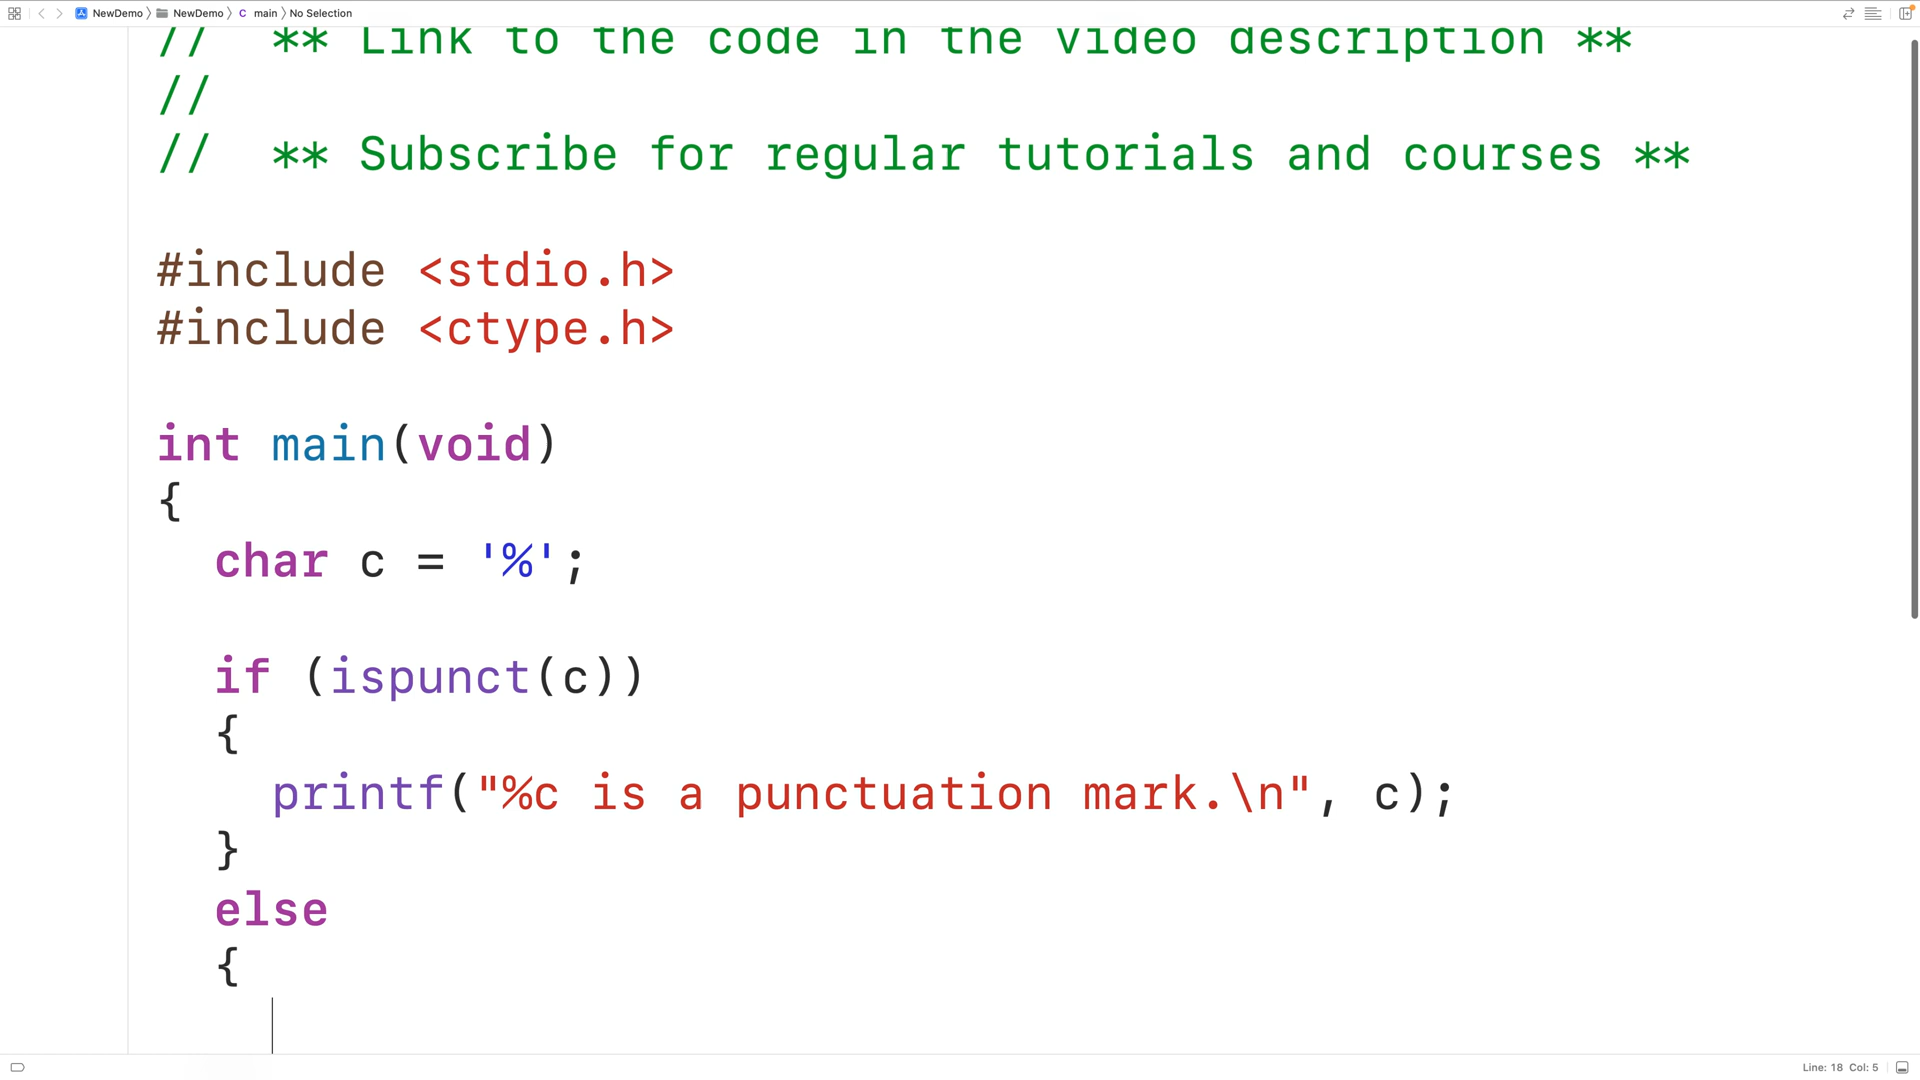 NewDemo 〉 NewDemo 〉 C main 〉 No Selection
// ** Link to the code in the video description **
//
// ** Subscribe for regular tutorials and courses **
#include <stdio.h>
#include <ctype.h>
int main(void)
{
char c = '%';
if (ispunct(c))
{
printf("%c is a punctuation mark.\n", c);
}
else
{
Line: 18 Col: 5